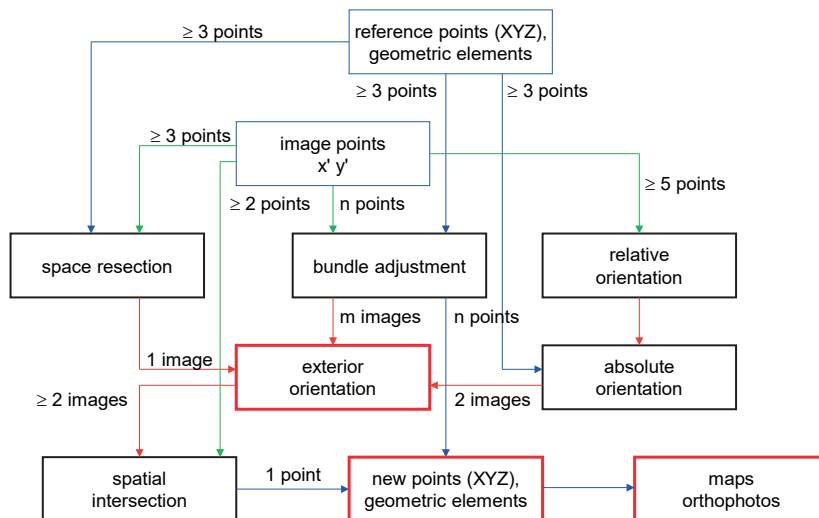 ≥ 3 points
reference points (XYZ),
geometric elements
≥ 3 points
≥ 3 points
≥ 3 points
image points
x' y'
≥ 2 points
n points
≥ 5 points
space resection
bundle adjustment
relative
orientation
m images
n points
1 image
exterior
orientation
absolute
orientation
≥ 2 images
2 images
spatial
intersection
1 point
new points (XYZ),
geometric elements
maps
orthophotos